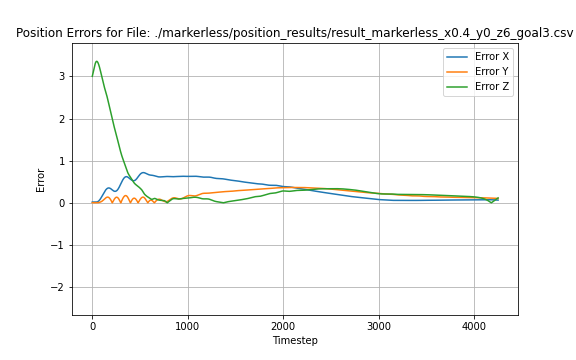 Position Errors for File: ./markerless/position_results/result_markerless_x0.4_y0_z6_goal3.csv
Error X
Error Y
Error Z
3
2
1
0
−1
−2
Error
0
1000
2000
3000
4000
Timestep